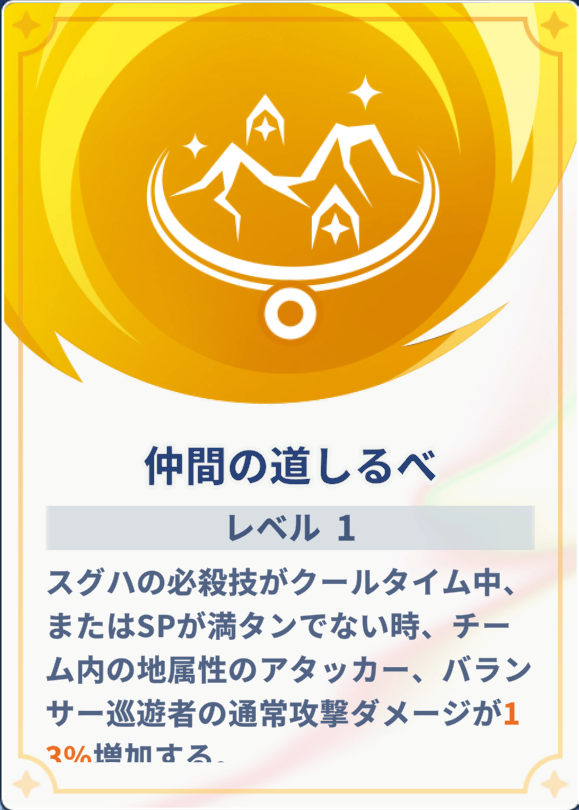 仲間の道しるべ
レベル 1
スグハの必殺技がクールタイム中、
またはSPが満タンでない時、チー
ム内の地属性のアタッカー、バラン
サー巡遊者の通常攻撃ダメージが1
3%増加する。